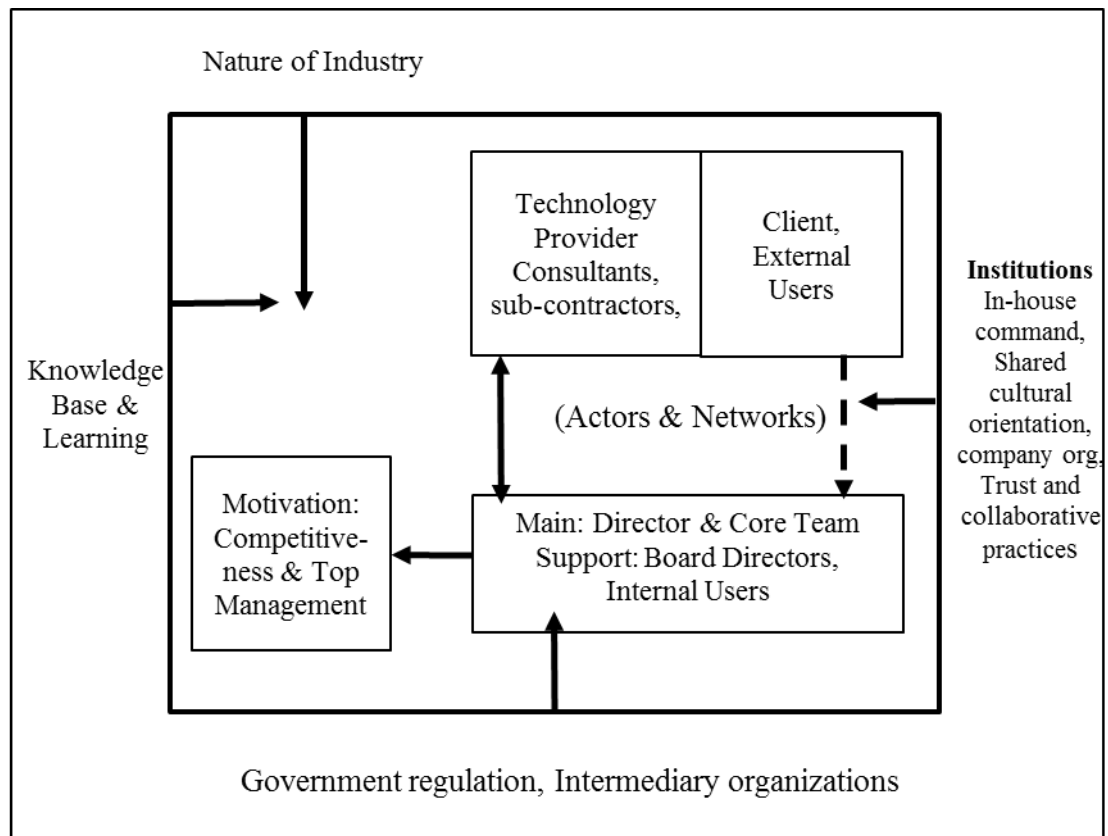 Nature of Industry
Technology
Provider
Consultants,
sub-contractors,
Client,
External
Users
Institutions
In-house
command,
Shared
cultural
orientation,
company org,
Trust and
collaborative
practices
Knowledge
Base &
Learning
(Actors & Networks)
Motivation:
Competitive-
ness & Top
Management
Main: Director & Core Team
Support: Board Directors,
Internal Users
Government regulation, Intermediary organizations